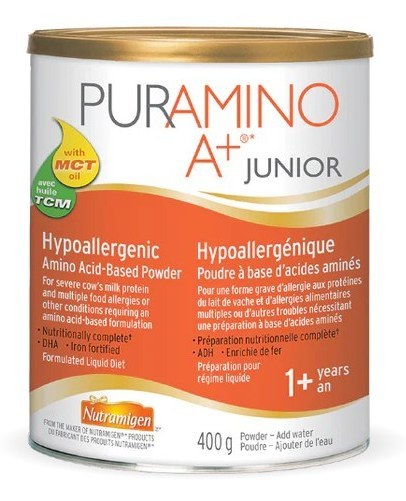 PURAMINO
A+®* JUNIOR
with
MCT
oil
avec
huile
TCM
Hypoallergenic
Amino Acid-Based Powder
For severe cow's milk protein
and multiple food allergies or
other conditions requiring an
amino acid-based formulation
• Nutritionally complete†
• DHA • Iron fortified
Formulated Liquid Diet
Hypoallergénique
Poudre à base d'acides aminés
Pour une forme grave d'allergie aux protéines
du lait de vache et d'allergies alimentaires
multiples ou d'autres troubles nécessitant
une préparation à base d'acides aminés
• Préparation nutritionnelle complète†
• ADH • Enrichie de fer
Préparation pour
régime liquide
1+ years
an
Nutramigen
FROM THE MAKER OF NUTRAMIGEN®* PRODUCTS
DU FABRICANT DES PRODUITS NUTRAMIGEN®*
400 g
Powder – Add water
Poudre – Ajouter de l'eau